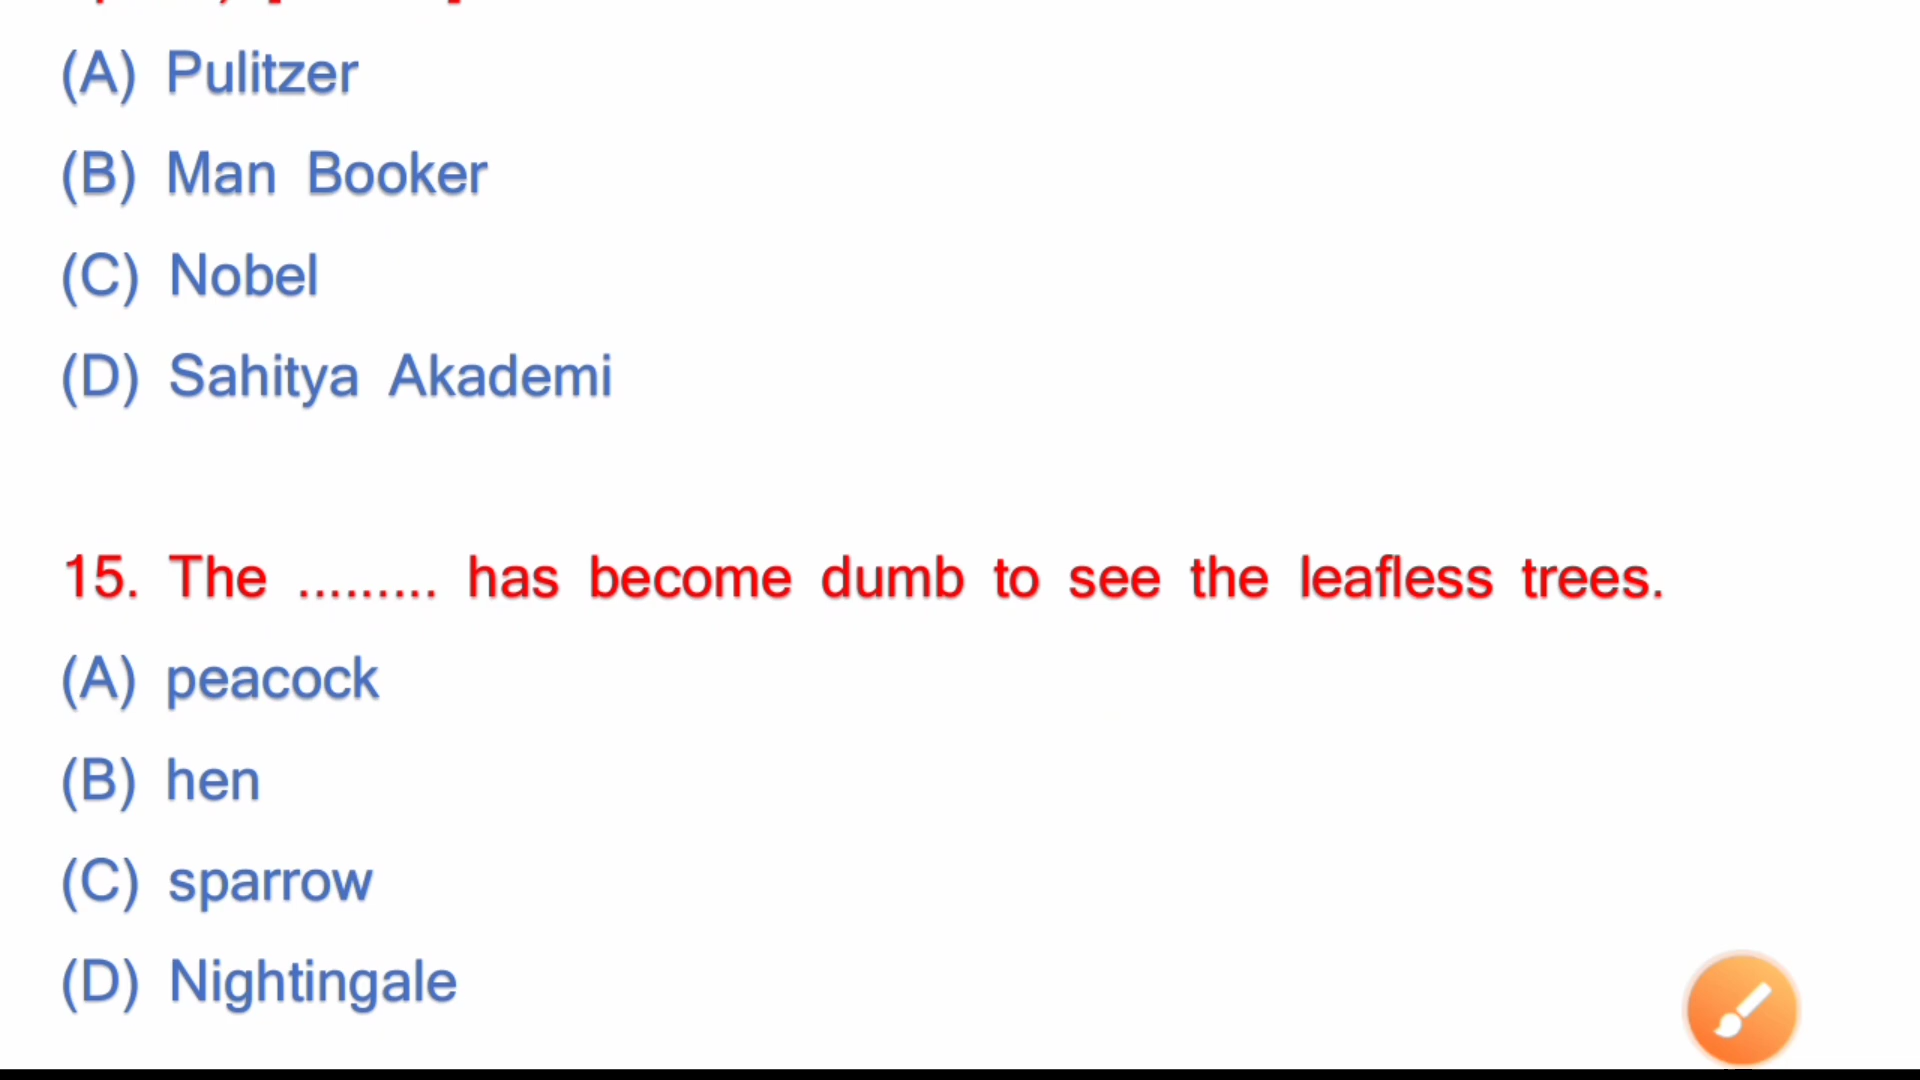 (A) Pulitzer
(B) Man Booker
(C) Nobel
(D) Sahitya Akademi
15. The ......... has become dumb to see the leafless trees.
(A) peacock
(B) hen
(C) sparrow
(D) Nightingale